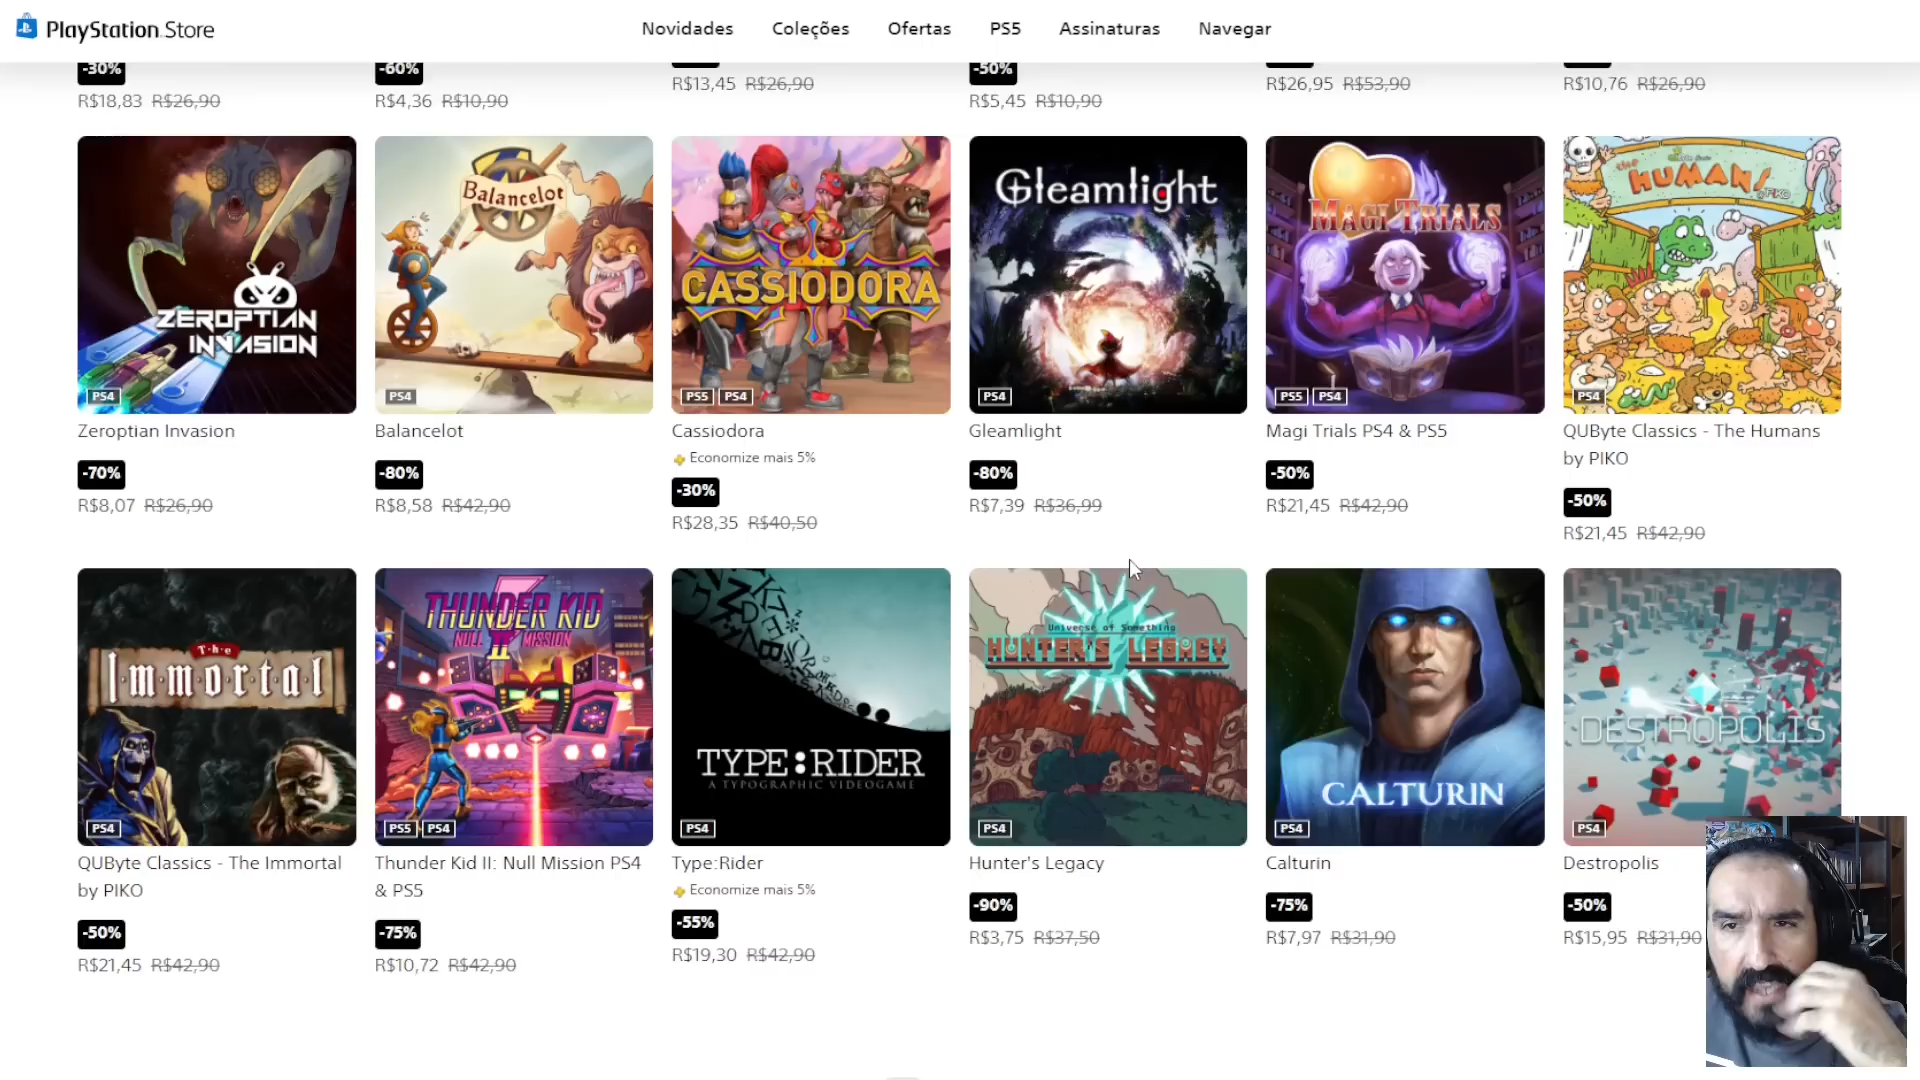 PlayStation Store
Novidades Coleções Ofertas PS5 Assinaturas Navegar
-30% -60% -50%
R$13,45 R$26,90 R$26,95 R$53,90 R$10,76 R$26,90
R$18,83 R$26,90 R$4,36 R$10,90 R$5,45 R$10,90
ZEROPTIAN
INVASION
PS4
Balancelot
PS4
CASSIODORA
PS5 PS4
Gleamlight
PS4
MAGI TRIALS
PS5 PS4
the
HUMANS
PIKO
PS4
Zeroptian Invasion
-70%
R$8,07 R$26,90
Balancelot
-80%
R$8,58 R$42,90
Cassiodora
Economize mais 5%
-30%
R$28,35 R$40,50
Gleamlight
-80%
R$7,39 R$36,99
Magi Trials PS4 & PS5
-50%
R$21,45 R$42,90
QUByte Classics - The Humans
by PIKO
-50%
R$21,45 R$42,90
The
Immortal
PS4
THUNDER KID
II
NULL MISSION
PS5 PS4
TYPE:RIDER
A TYPOGRAPHIC VIDEOGAME
PS4
Universe of Something
HUNTER'S LEGACY
PS4
CALTURIN
PS4
DESTROPOLIS
PS4
QUByte Classics - The Immortal
by PIKO
-50%
R$21,45 R$42,90
Thunder Kid II: Null Mission PS4
& PS5
-75%
R$10,72 R$42,90
Type:Rider
Economize mais 5%
-55%
R$19,30 R$42,90
Hunter's Legacy
-90%
R$3,75 R$37,50
Calturin
-75%
R$7,97 R$31,90
Destropolis
-50%
R$15,95 R$31,90